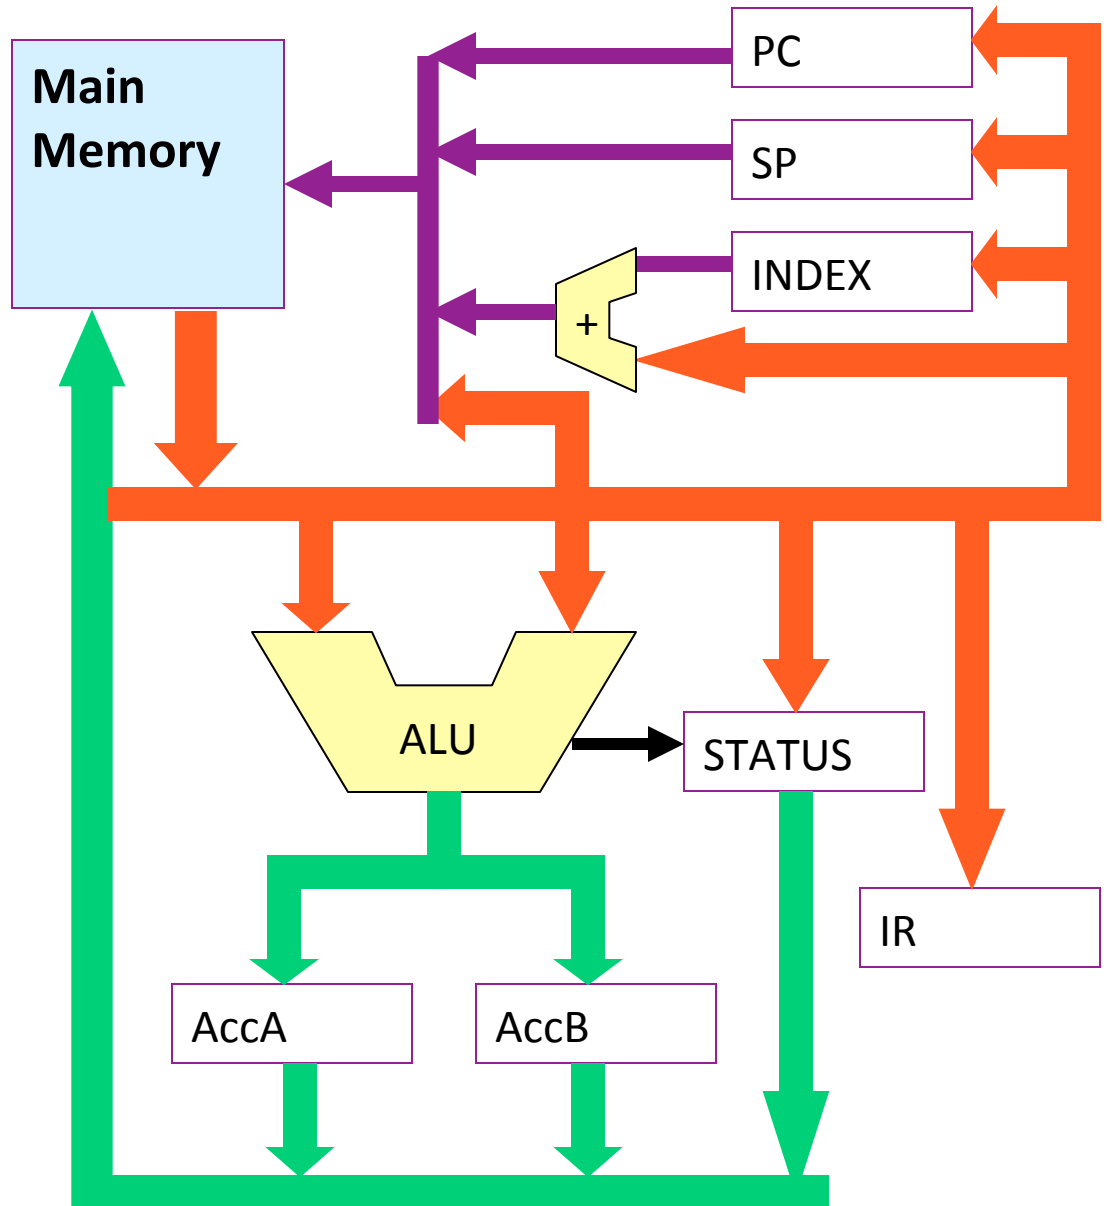 Main
Memory
PC
SP
INDEX
+
ALU
STATUS
IR
AccA
AccB